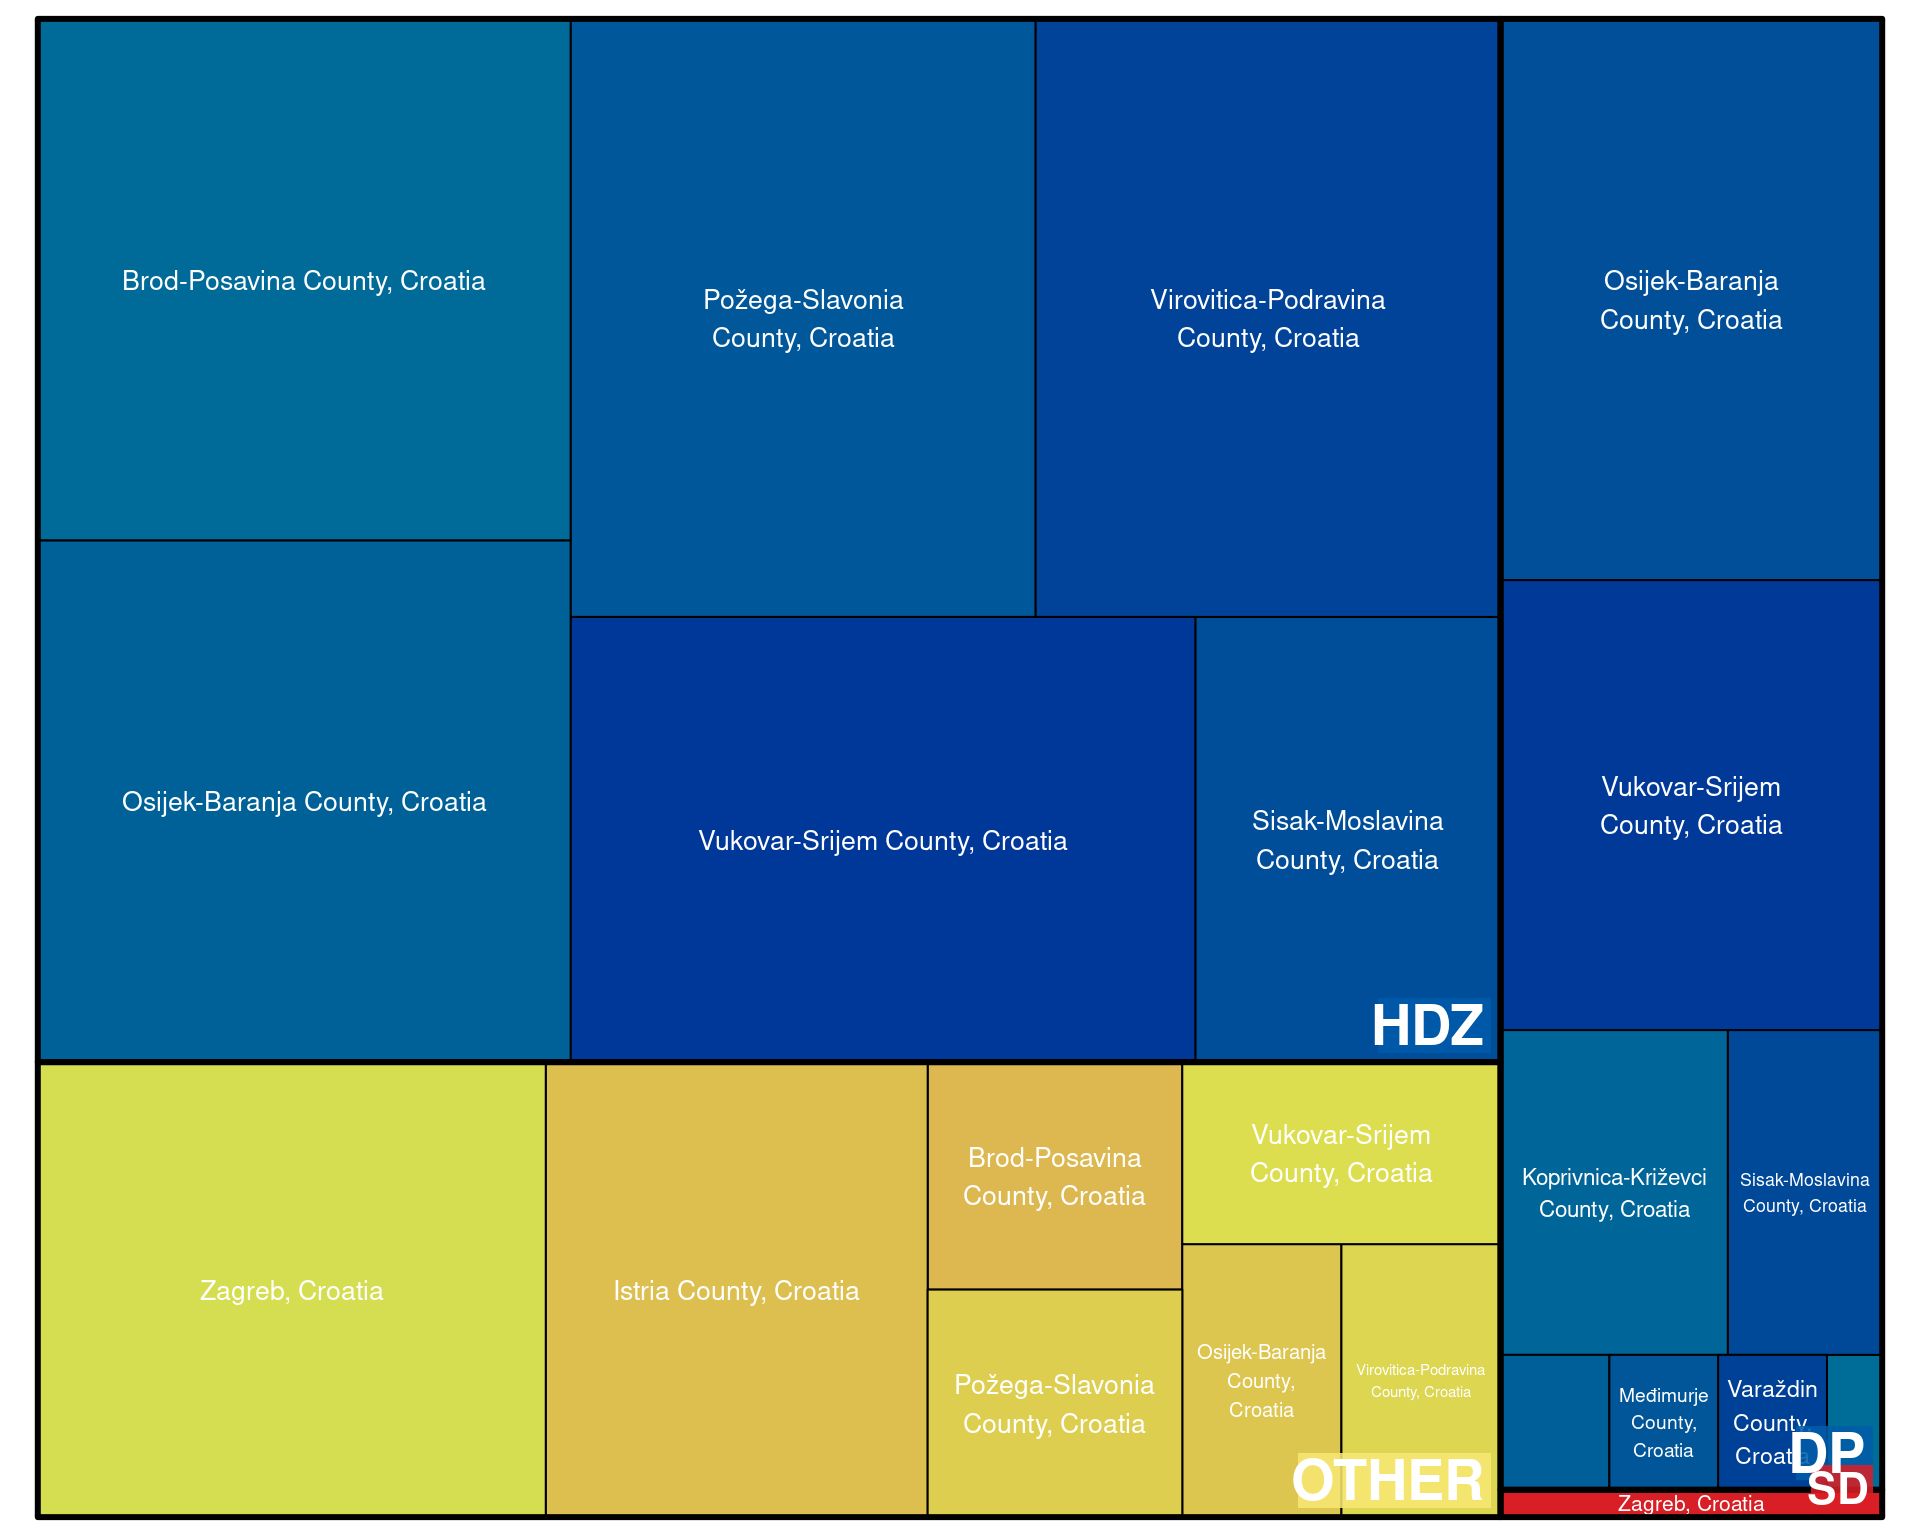 Brod-Posavina County, Croatia
Požega-Slavonia
County, Croatia
Virovitica-Podravina
County, Croatia
Osijek-Baranja
County, Croatia
Osijek-Baranja County, Croatia
Vukovar-Srijem County, Croatia
Sisak-Moslavina
County, Croatia
HDZ
Vukovar-Srijem
County, Croatia
Zagreb, Croatia
Istria County, Croatia
Brod-Posavina
County, Croatia
Požega-Slavonia
County, Croatia
Vukovar-Srijem
County, Croatia
Osijek-Baranja
County,
Croatia
Virovitica-Podravina
County, Croatia
OTHER
Koprivnica-Križevci
County, Croatia
Sisak-Moslavina
County, Croatia
Međimurje
County,
Croatia
Varaždin
County,
Croatia
DP
SD
Zagreb, Croatia